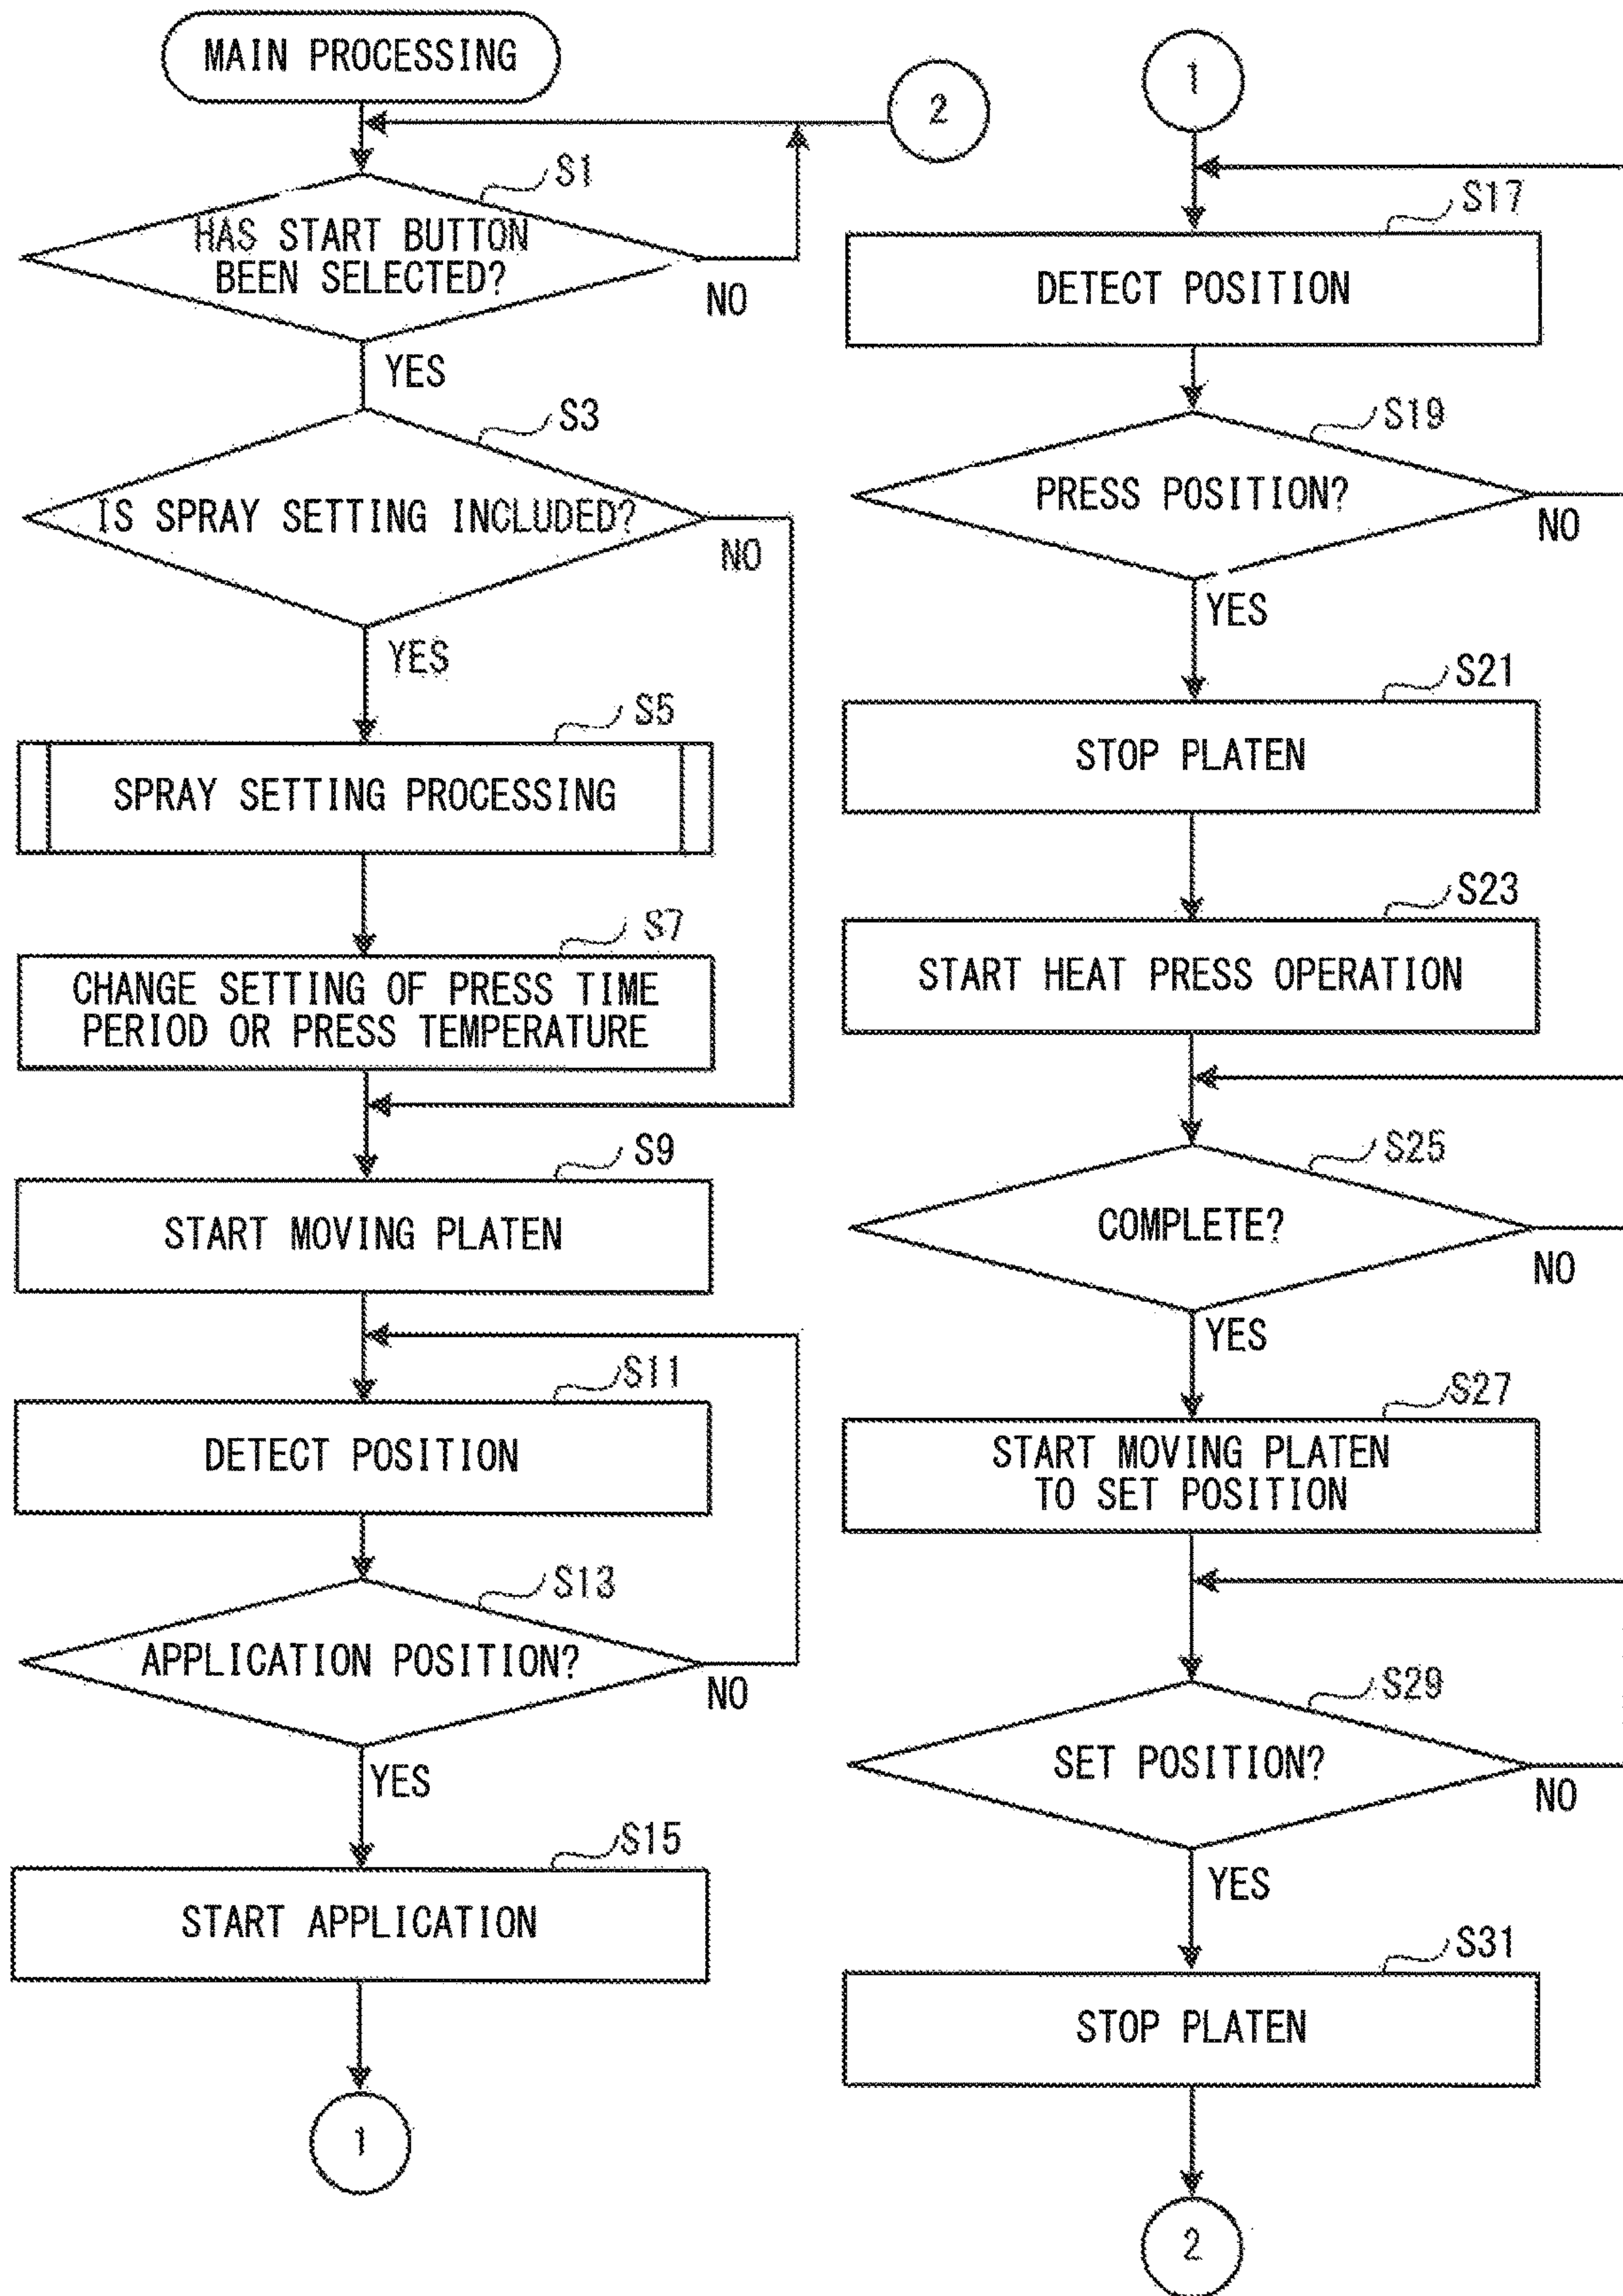 MAIN PROCESSING
2
S1
HAS START BUTTON
BEEN SELECTED?
NO
YES
S3
IS SPRAY SETTING INCLUDED?
NO
YES
S5
SPRAY SETTING PROCESSING
S7
CHANGE SETTING OF PRESS TIME
PERIOD OR PRESS TEMPERATURE
S9
START MOVING PLATEN
S11
DETECT POSITION
S13
APPLICATION POSITION?
NO
YES
S15
START APPLICATION
1
1
S17
DETECT POSITION
S19
PRESS POSITION?
NO
YES
S21
STOP PLATEN
S23
START HEAT PRESS OPERATION
S25
COMPLETE?
NO
YES
S27
START MOVING PLATEN
TO SET POSITION
S29
SET POSITION?
NO
YES
S31
STOP PLATEN
2